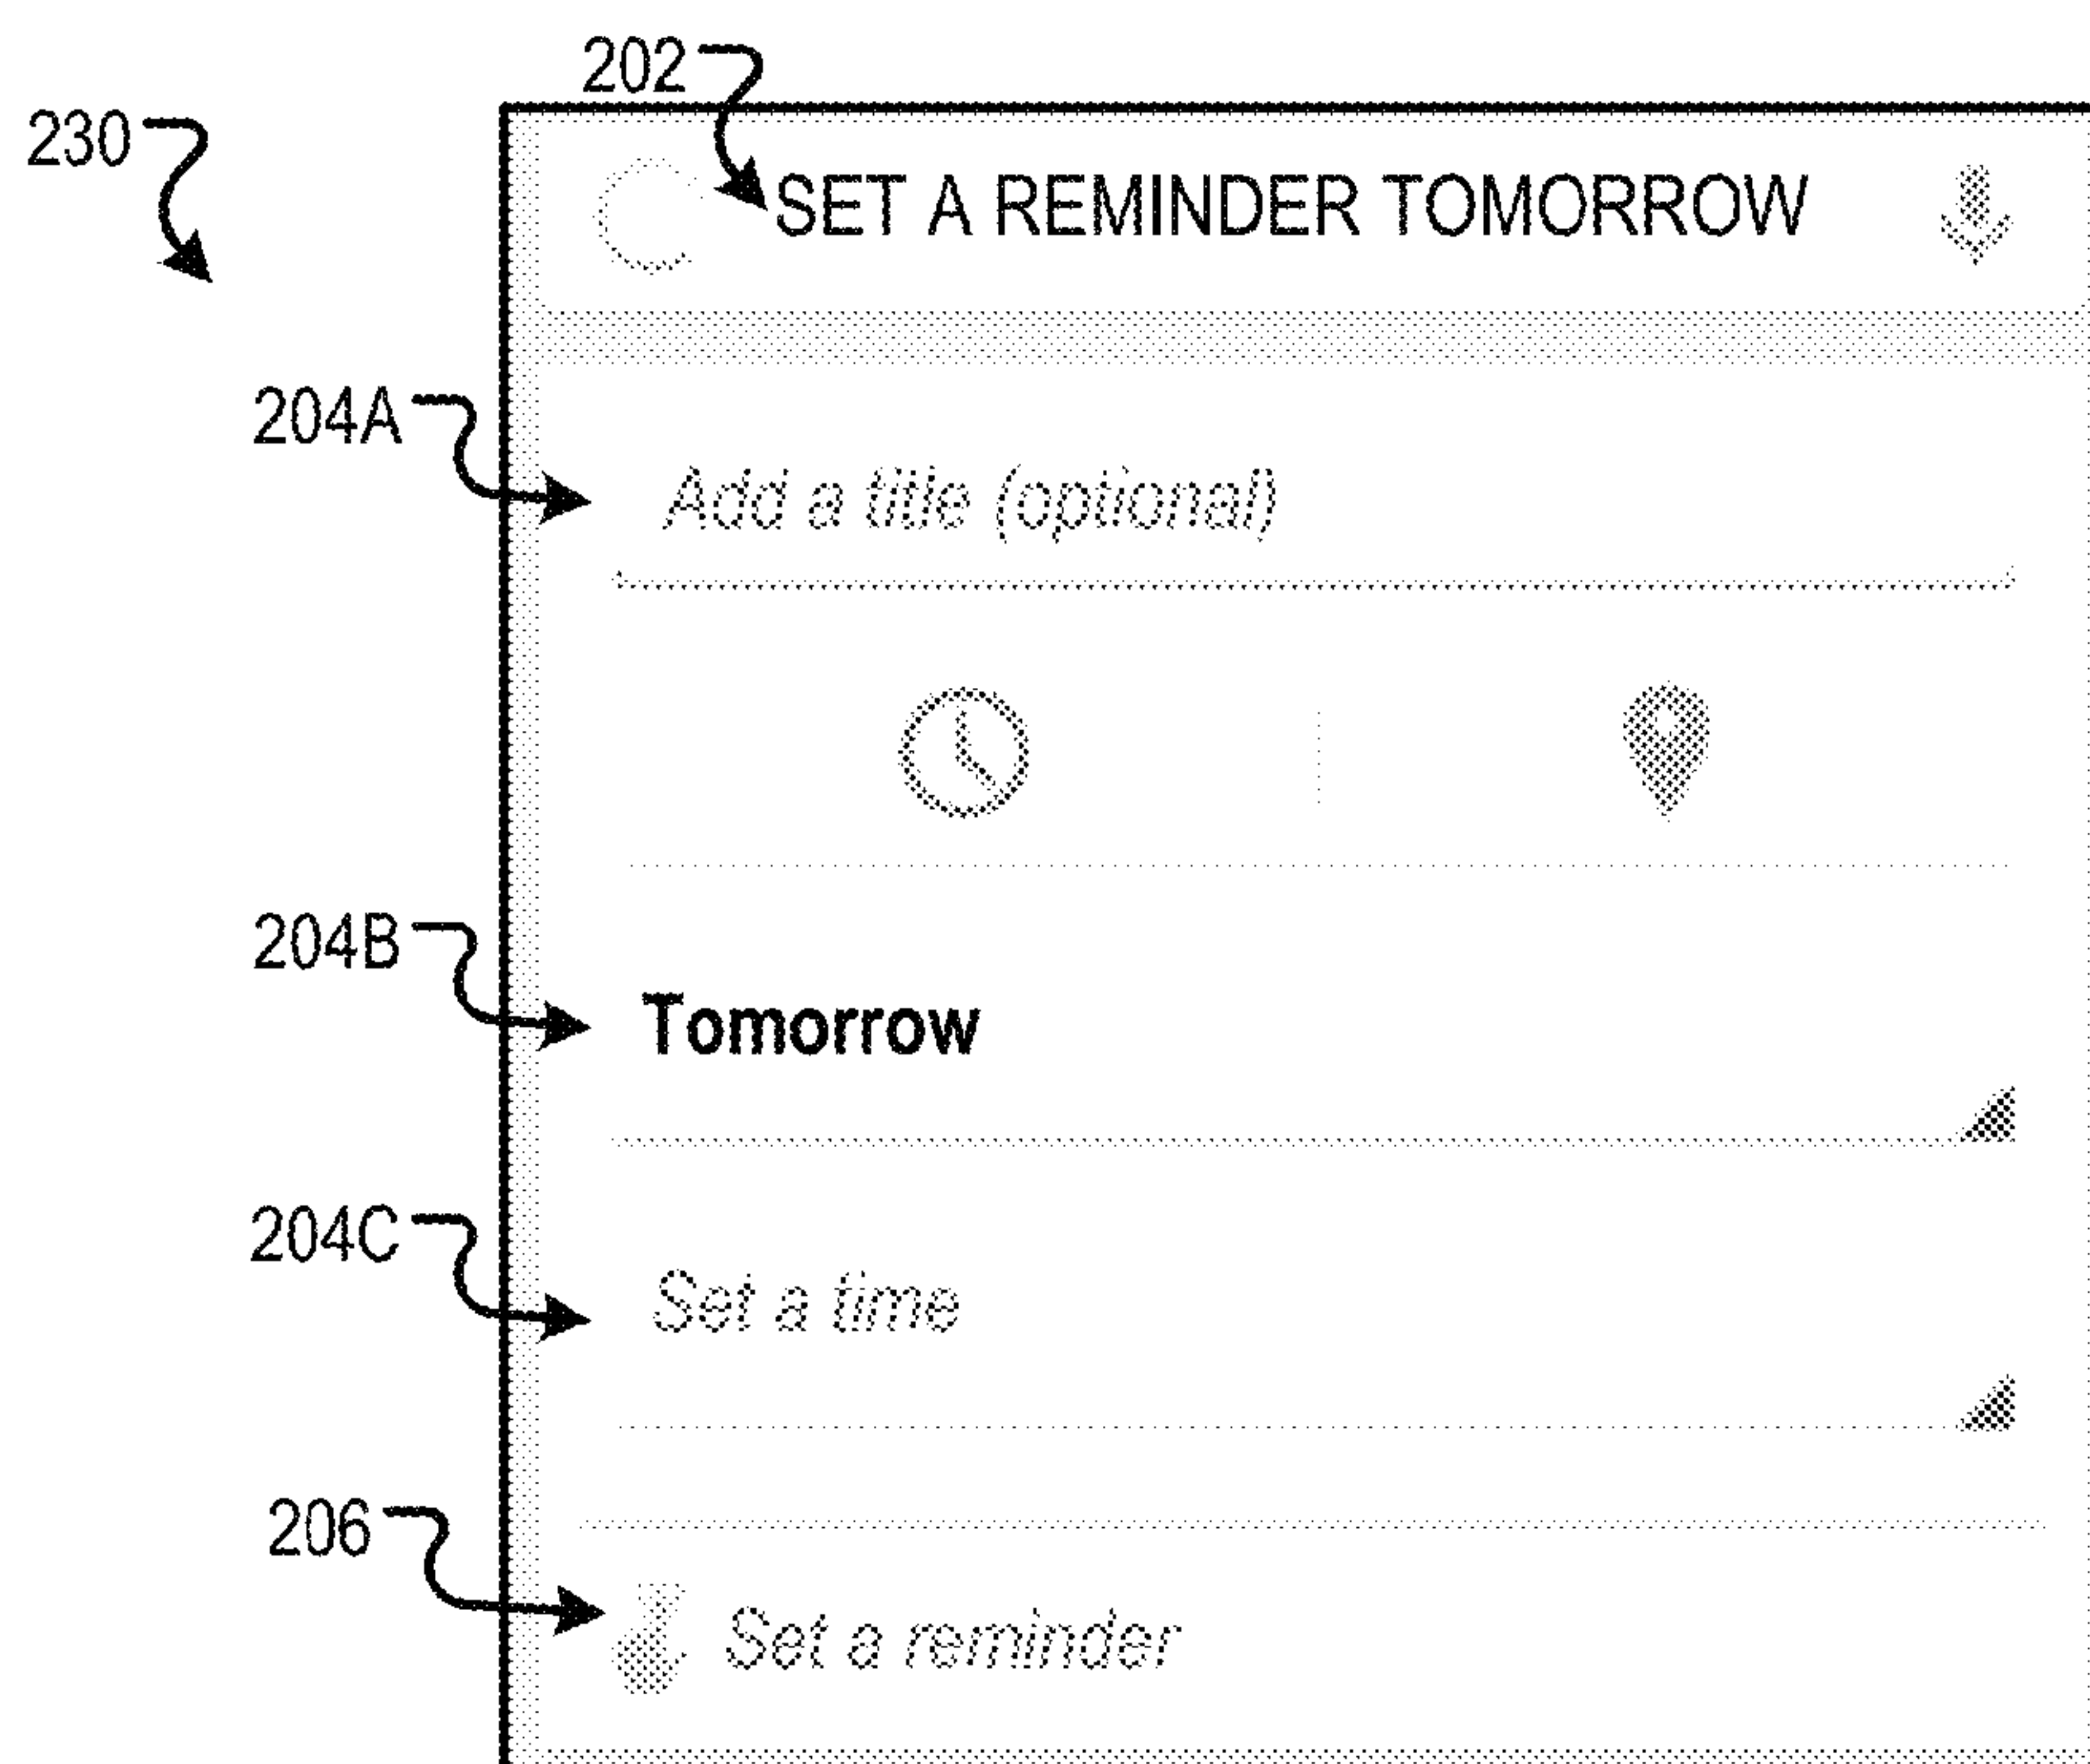 202
230
SET A REMINDER TOMORROW
204A
Add a title (optional)
204B
Tomorrow
204C
Set a time
206
Set a reminder